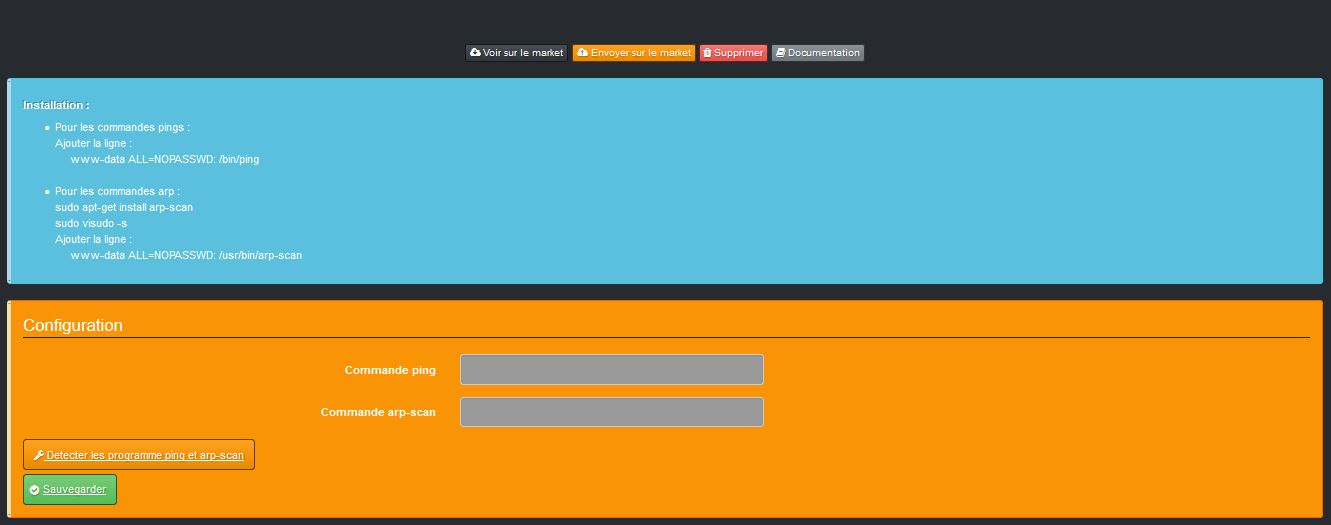 Voir sur le market Envoyer sur le market Supprimer Documentation
Installation :
Pour les commandes pings :
Ajouter la ligne :
www-data ALL=NOPASSWD: /bin/ping
Pour les commandes arp :
sudo apt-get install arp-scan
sudo visudo -s
Ajouter la ligne :
www-data ALL=NOPASSWD: /usr/bin/arp-scan
Configuration
Commande ping
Commande arp-scan
Detecter les programme ping et arp-scan
Sauvegarder